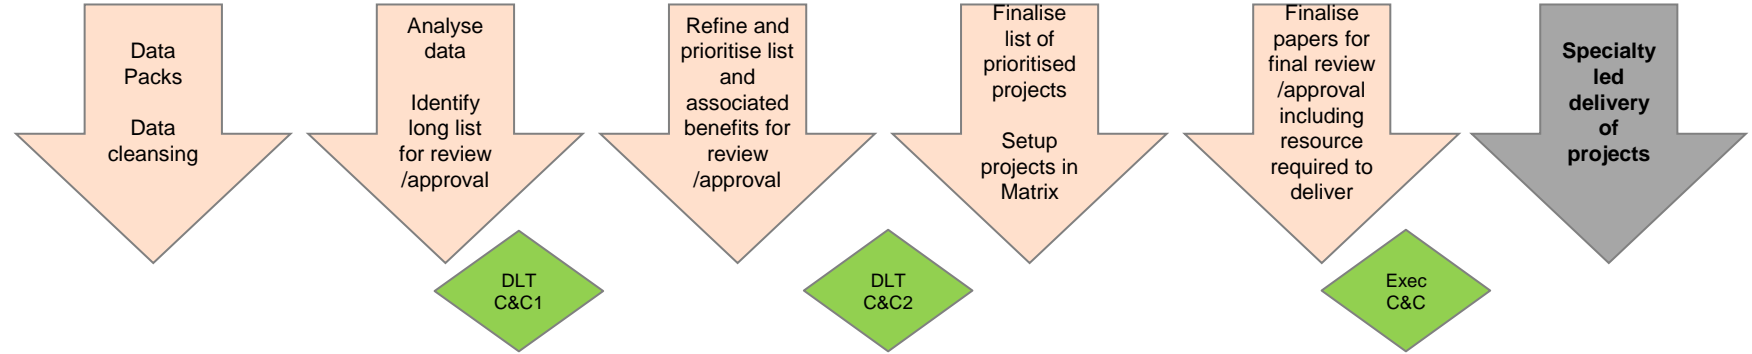 Data
Packs
Data
cleansing
Analyse
data
Identify
long list
for review
/approval
Refine and
prioritise list
and
associated
benefits for
review
/approval
Finalise
list of
prioritised
projects
Setup
projects in
Matrix
Finalise
papers for
final review
/approval
including
resource
required to
deliver
Specialty
led
delivery
of
projects
DLT
C&C1
DLT
C&C2
Exec
C&C